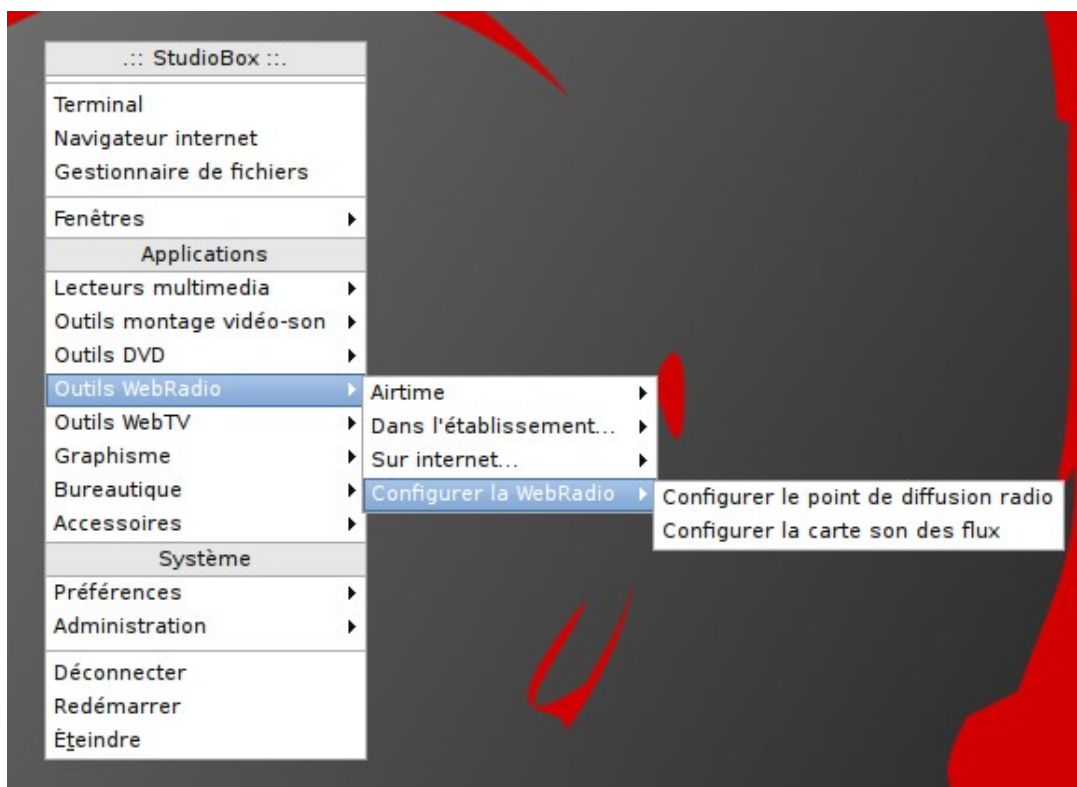 .:: StudioBox ::.
Terminal
Navigateur internet
Gestionnaire de fichiers
Fenêtres
Applications
Lecteurs multimedia
Outils montage vidéo-son
Outils DVD
Outils WebRadio
Outils WebTV
Graphisme
Bureautique
Accessoires
Système
Préférences
Administration
Déconnecter
Redémarrer
Éteindre
Airtime
Dans l'établissement...
Sur internet...
Configurer la WebRadio
Configurer le point de diffusion radio
Configurer la carte son des flux